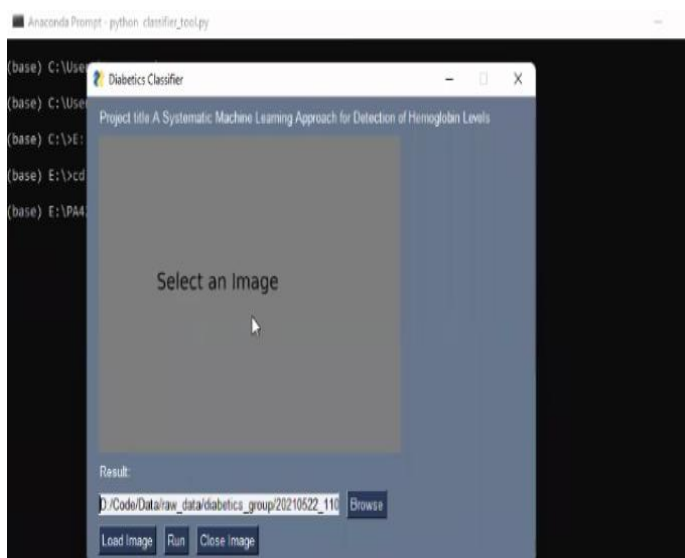 Anaconda Prompt - python classifier_tool.py
(base) C:\Use
Diabetics Classifier
(base) C:\Use
Project title:A Systematic Machine Learning Approach for Detection of Hemoglobin Levels
(base) C:\>E:
(base) E:\>cd
(base) E:\PA4
Select an Image
Result:
D:/Code/Data/raw_data/diabetics_group/20210522_110
Browse
Load Image Run Close Image